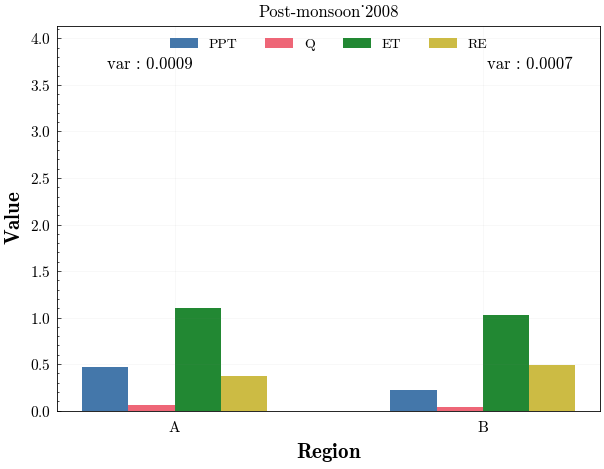 Post-monsoon˙2008
PPT Q ET RE
var : 0.0009 var : 0.0007
4.0
3.5
3.0
2.5
2.0
1.5
1.0
0.5
0.0
Value
A B
Region